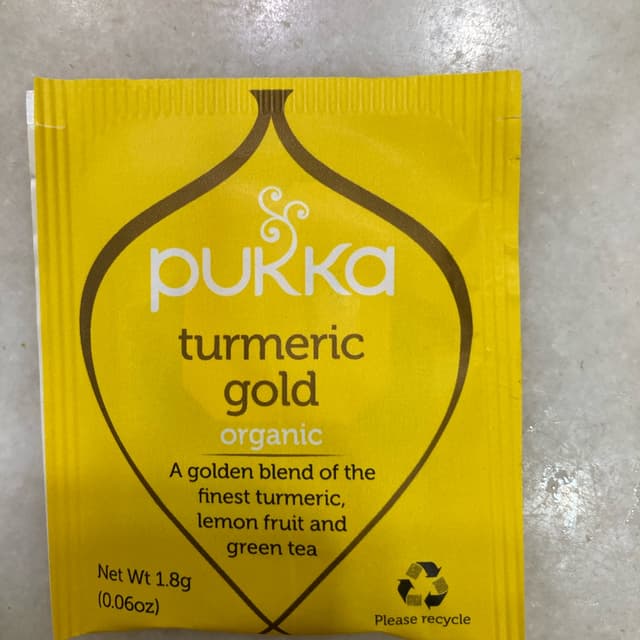 pukka
turmeric
gold
organic
A golden blend of the
finest turmeric,
lemon fruit and
green tea
Net Wt 1.8g
(0.06oz)
Please recycle